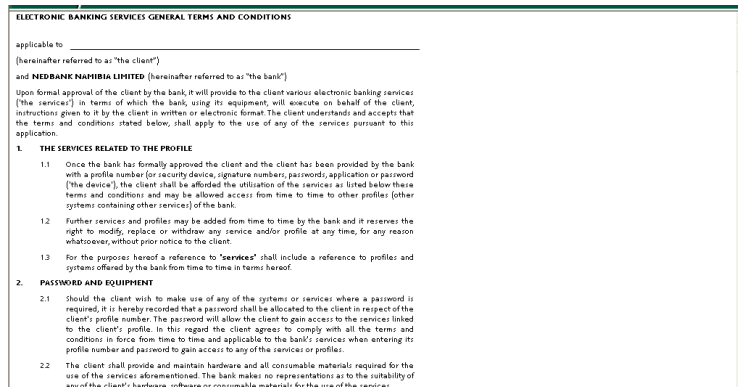 ELECTRONIC BANKING SERVICES GENERAL TERMS AND CONDITIONS
applicable to
(hereinafter referred to as "the client")
and NEDBANK NAMIBIA LIMITED (hereinafter referred to as "the bank")
Upon formal approval of the client by the bank, it will provide to the client various electronic banking services
("the services") in terms of which the bank, using its equipment, will execute on behalf of the client,
instructions given to it by the client in written or electronic format. The client understands and accepts that
the terms and conditions stated below, shall apply to the use of any of the services pursuant to this
application.
1. THE SERVICES RELATED TO THE PROFILE
1.1 Once the bank has formally approved the client and the client has been provided by the bank
with a profile number (or security device, signature numbers, passwords, application or password
("the device"), the client shall be afforded the utilisation of the services as listed below these
terms and conditions and may be allowed access from time to time to other profiles (other
systems containing other services) of the bank.
1.2 Further services and profiles may be added from time to time by the bank and it reserves the
right to modify, replace or withdraw any service and/or profile at any time, for any reason
whatsoever, without prior notice to the client.
1.3 For the purposes hereof a reference to "services" shall include a reference to profiles and
systems offered by the bank from time to time in terms hereof.
2. PASSWORD AND EQUIPMENT
2.1 Should the client wish to make use of any of the systems or services where a password is
required, it is hereby recorded that a password shall be allocated to the client in respect of the
client's profile number. The password will allow the client to gain access to the services linked
to the client's profile. In this regard the client agrees to comply with all the terms and
conditions in force from time to time and applicable to the bank's services when entering its
profile number and password to gain access to any of the services or profiles.
2.2 The client shall provide and maintain hardware and all consumable materials required for the
use of the services aforementioned. The bank makes no representations as to the suitability of
any of the client's hardware, software or consumable materials for the use of the services.